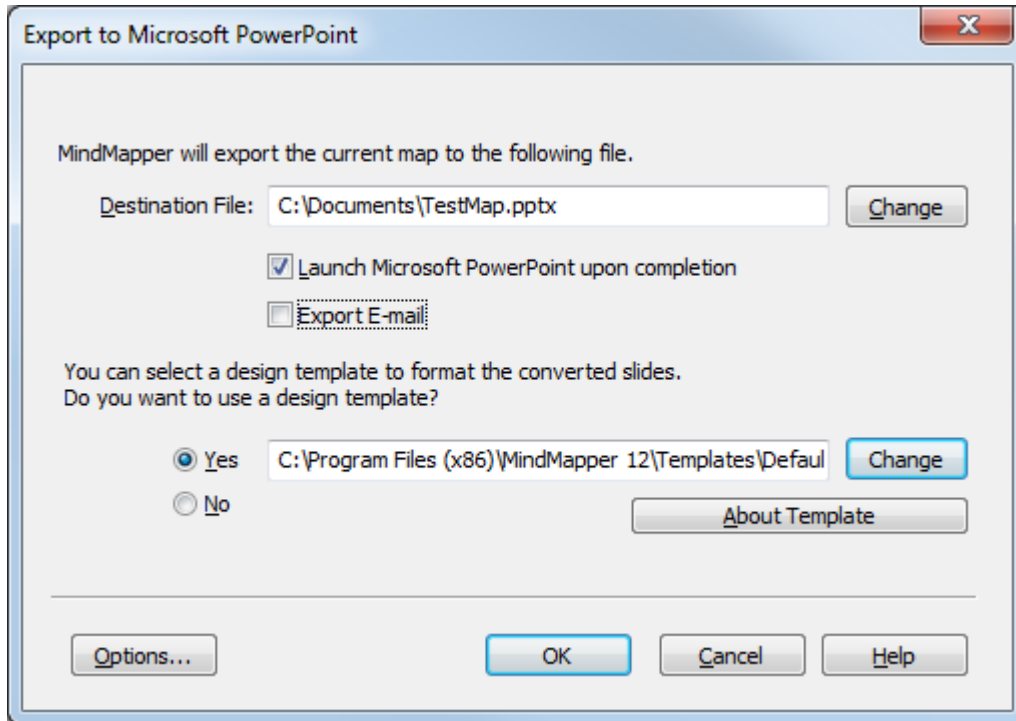 Export to Microsoft PowerPoint
MindMapper will export the current map to the following file.
Destination File: C:\Documents\TestMap.pptx Change
Launch Microsoft PowerPoint upon completion
Export E-mail
You can select a design template to format the converted slides.
Do you want to use a design template?
Yes C:\Program Files (x86)\MindMapper 12\Templates\Defaul Change
No
About Template
Options... OK Cancel Help